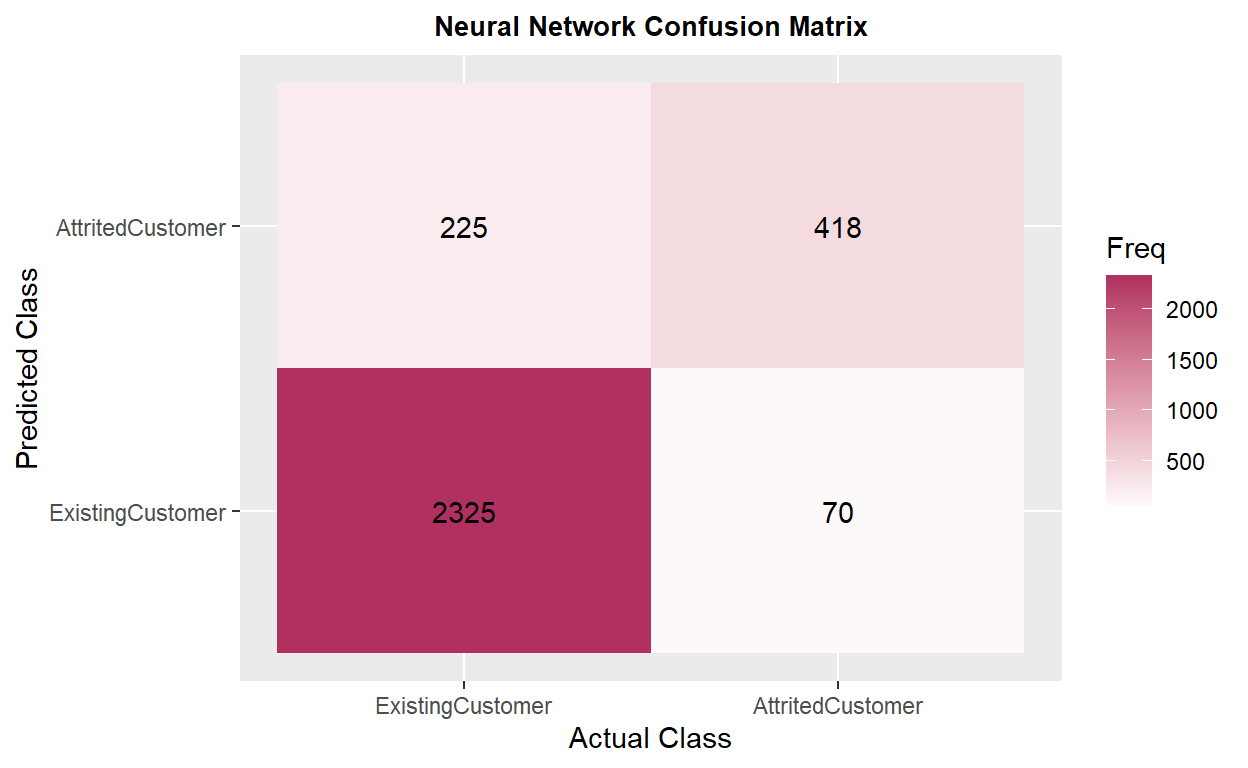 Neural Network Confusion Matrix
Predicted Class
AttritedCustomer
ExistingCustomer
225
418
2325
70
ExistingCustomer
AttritedCustomer
Actual Class
Freq
2000
1500
1000
500